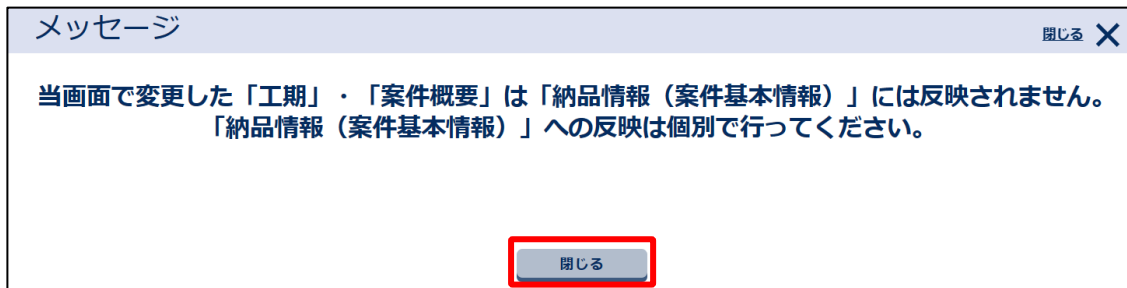 メッセージ
閉じる
当画面で変更した「工期」・「案件概要」は「納品情報（案件基本情報）」には反映されません。
「納品情報（案件基本情報）」への反映は個別で行ってください。
閉じる